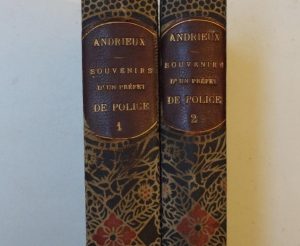 ANDRIEUX
SOUVENIRS
D'UN PRÉFET
DE POLICE
1
ANDRIEUX
SOUVENIRS
D'UN PRÉFET
DE POLICE
2